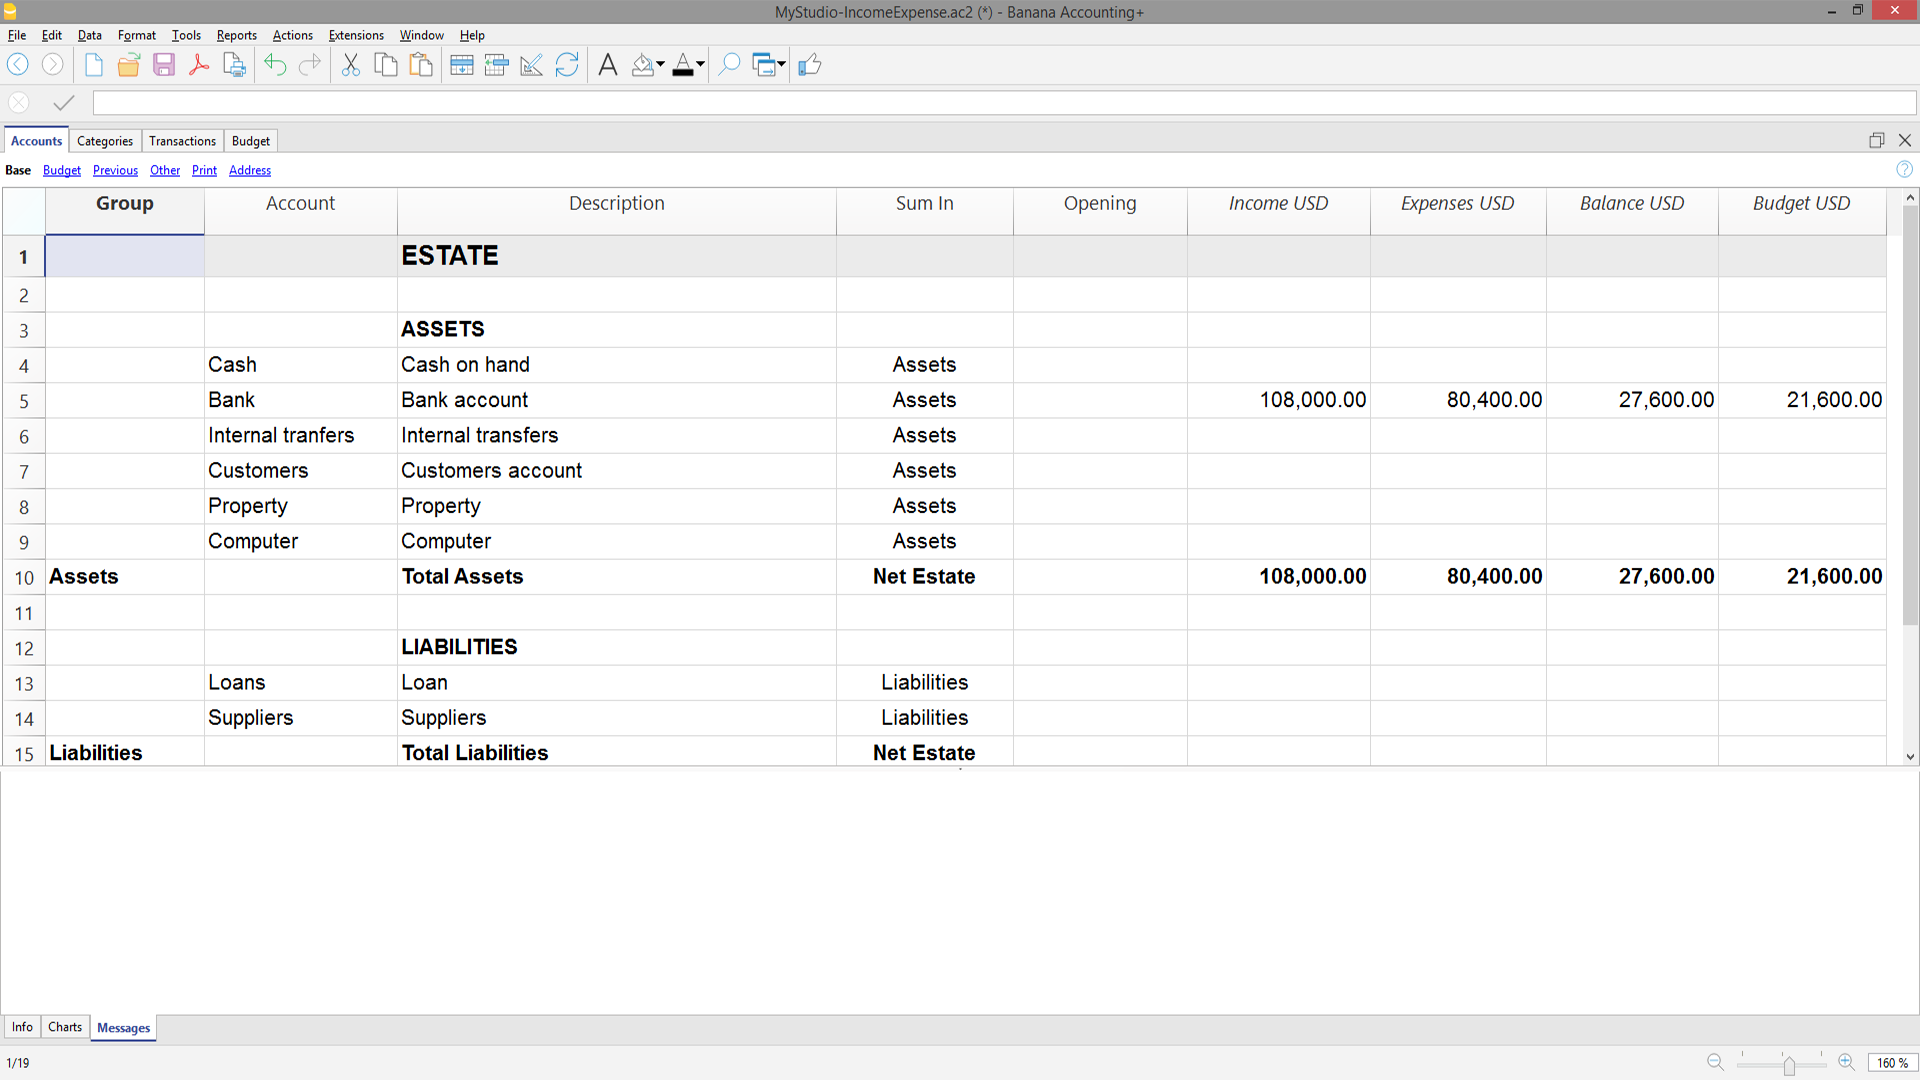 MyStudio-IncomeExpense.ac2 (*) - Banana Accounting+
File Edit Data Format Tools Reports Actions Extensions Window Help
Accounts Categories Transactions Budget
Base Budget Previous Other Print Address
Group Account Description Sum In Opening Income USD Expenses USD Balance USD Budget USD
1 ESTATE
2
3 ASSETS
4 Cash Cash on hand Assets
5 Bank Bank account Assets 108,000.00 80,400.00 27,600.00 21,600.00
6 Internal tranfers Internal transfers Assets
7 Customers Customers account Assets
8 Property Property Assets
9 Computer Computer Assets
10 Assets Total Assets Net Estate 108,000.00 80,400.00 27,600.00 21,600.00
11
12 LIABILITIES
13 Loans Loan Liabilities
14 Suppliers Suppliers Liabilities
15 Liabilities Total Liabilities Net Estate
Info Charts Messages
1/19 160 %